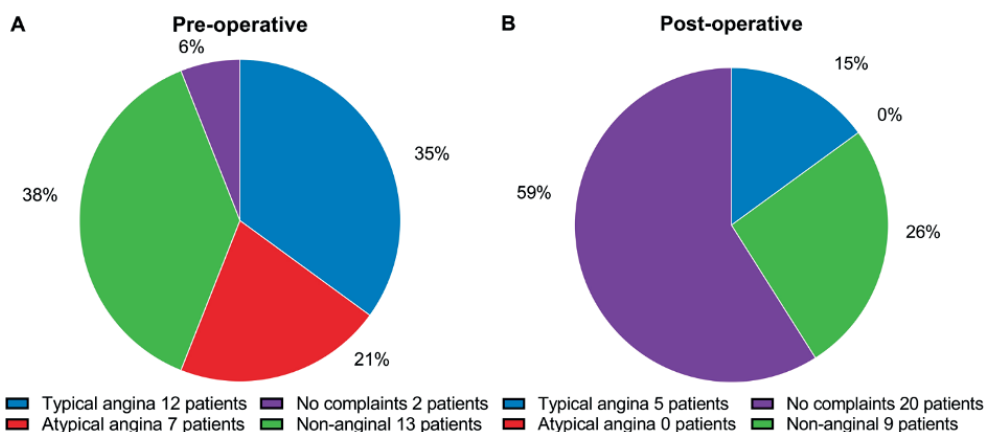 A
Pre-operative
6%
35%
38%
21%
Typical angina 12 patients
No complaints 2 patients
Atypical angina 7 patients
Non-anginal 13 patients
B
Post-operative
15%
0%
59%
26%
Typical angina 5 patients
No complaints 20 patients
Atypical angina 0 patients
Non-anginal 9 patients